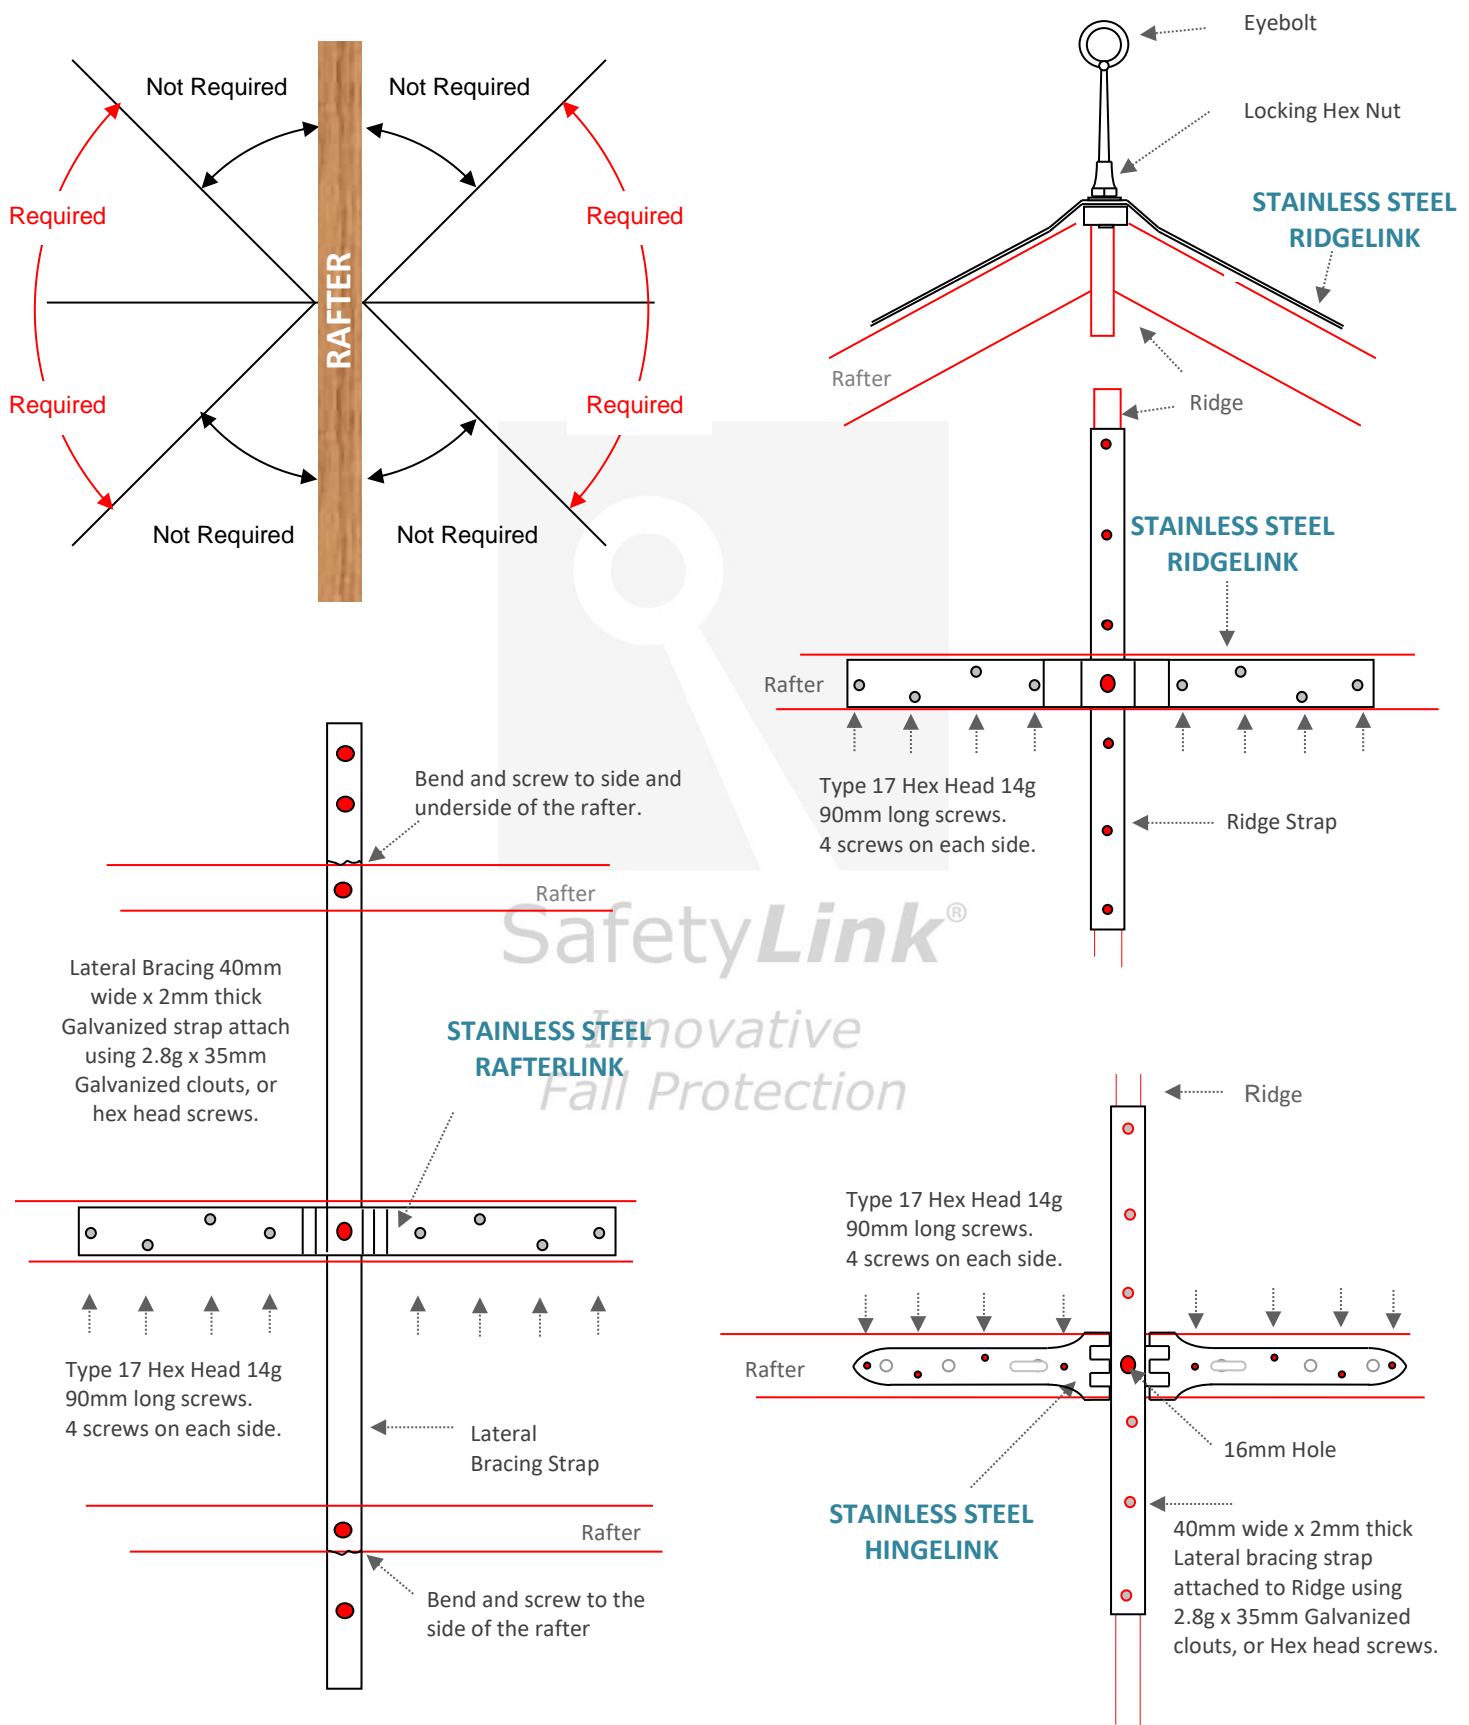 Not Required
Not Required
Required
Required
RAFTER
Required
Required
Not Required
Not Required
Eyebolt
Locking Hex Nut
STAINLESS STEEL
RIDGELINK
Rafter
Ridge
STAINLESS STEEL
RIDGELINK
Rafter
Type 17 Hex Head 14g
90mm long screws.
4 screws on each side.
Ridge Strap
Bend and screw to side and
underside of the rafter.
Rafter
SafetyLink®
Innovative
Fall Protection
Lateral Bracing 40mm
wide x 2mm thick
Galvanized strap attach
using 2.8g x 35mm
Galvanized clouts, or
hex head screws.
STAINLESS STEEL
RAFTERLINK
Type 17 Hex Head 14g
90mm long screws.
4 screws on each side.
Lateral
Bracing Strap
Rafter
Bend and screw to the
side of the rafter
Ridge
Type 17 Hex Head 14g
90mm long screws.
4 screws on each side.
Rafter
16mm Hole
STAINLESS STEEL
HINGELINK
40mm wide x 2mm thick
Lateral bracing strap
attached to Ridge using
2.8g x 35mm Galvanized
clouts, or Hex head screws.